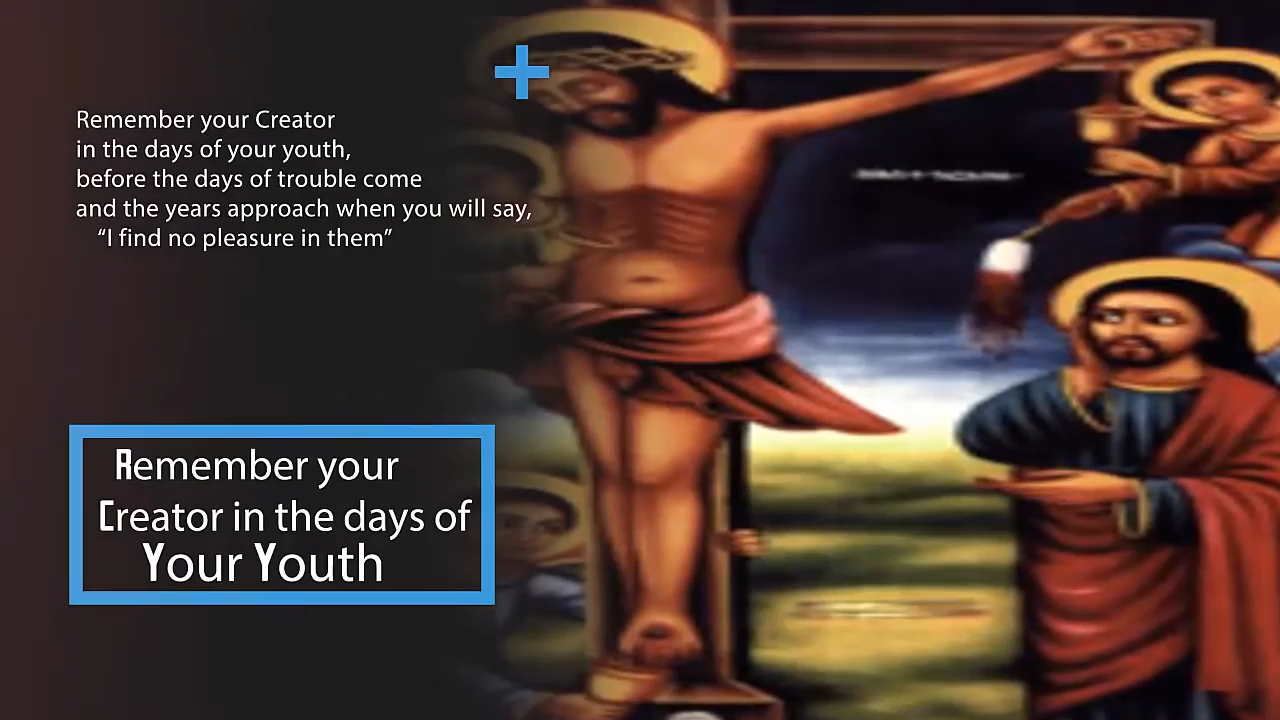 Remember your Creator
in the days of your youth,
before the days of trouble come
and the years approach when you will say,
“I find no pleasure in them”
Remember your
Creator in the days of
Your Youth